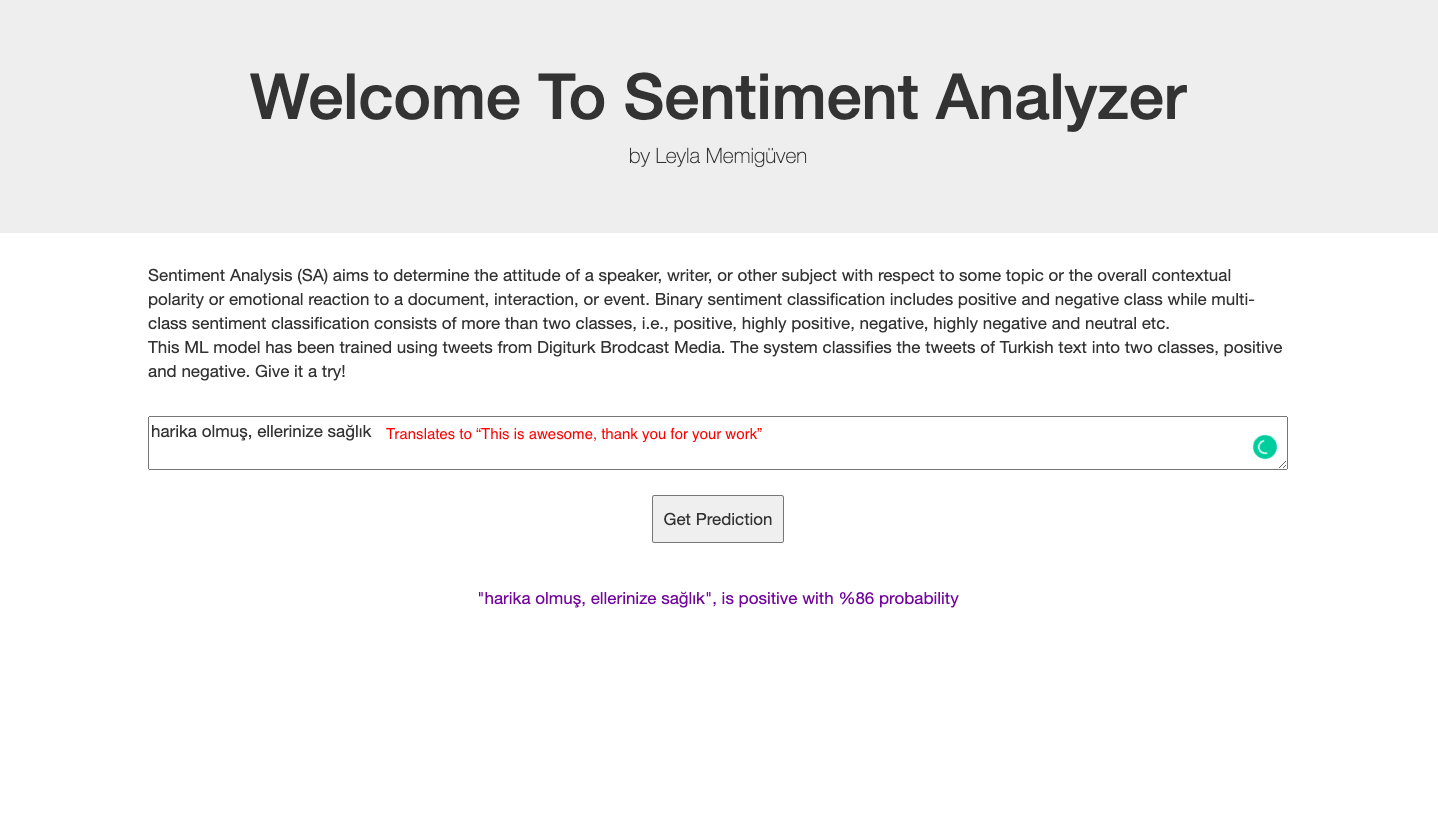 Welcome To Sentiment Analyzer
by Leyla Memigüven
Sentiment Analysis (SA) aims to determine the attitude of a speaker, writer, or other subject with respect to some topic or the overall contextual
polarity or emotional reaction to a document, interaction, or event. Binary sentiment classification includes positive and negative class while multi-
class sentiment classification consists of more than two classes, i.e., positive, highly positive, negative, highly negative and neutral etc.
This ML model has been trained using tweets from Digiturk Brodcast Media. The system classifies the tweets of Turkish text into two classes, positive
and negative. Give it a try!
harika olmuş, ellerinize sağlık Translates to “This is awesome, thank you for your work”
Get Prediction
"harika olmuş, ellerinize sağlık", is positive with %86 probability